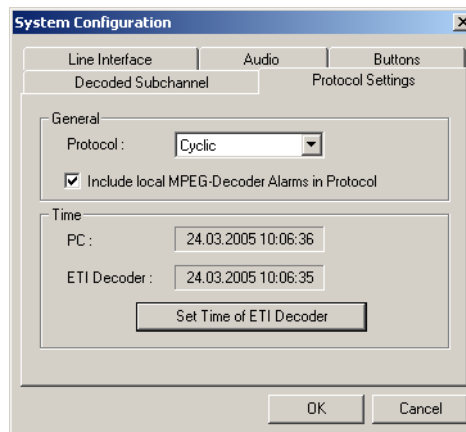 System Configuration
Line Interface Audio Buttons
Decoded Subchannel Protocol Settings
General
Protocol : Cyclic
Include local MPEG-Decoder Alarms in Protocol
Time
PC : 24.03.2005 10:06:36
ETI Decoder : 24.03.2005 10:06:35
Set Time of ETI Decoder
OK Cancel